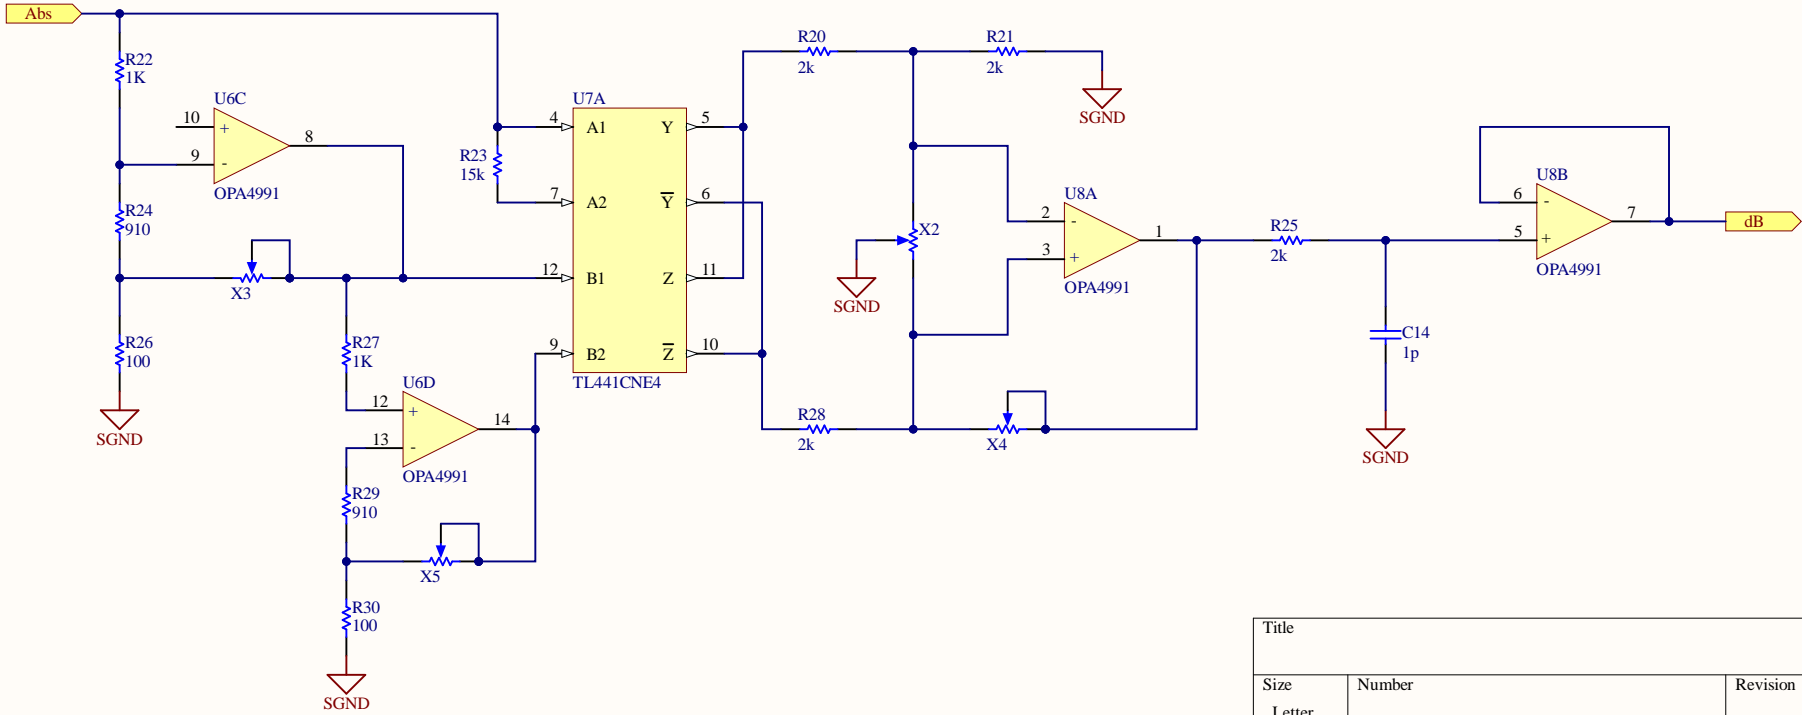 Abs
R22
1K
U6C
10
+
8
9
-
OPA4991
R24
910
X3
R26
100
SGND
R27
1K
U6D
12
+
14
13
-
OPA4991
R29
910
X5
R30
100
SGND
R23
15k
U7A
4 A1 Y 5
7 A2 Y 6
12 B1 Z 11
9 B2 Z 10
TL441CNE4
R20
2k
R21
2k
SGND
X2
SGND
U8A
2
-
1
3
+
OPA4991
R28
2k
X4
R25
2k
C14
1p
SGND
U8B
6
-
7
5
+
OPA4991
dB
Title
Size Number Revision
Letter